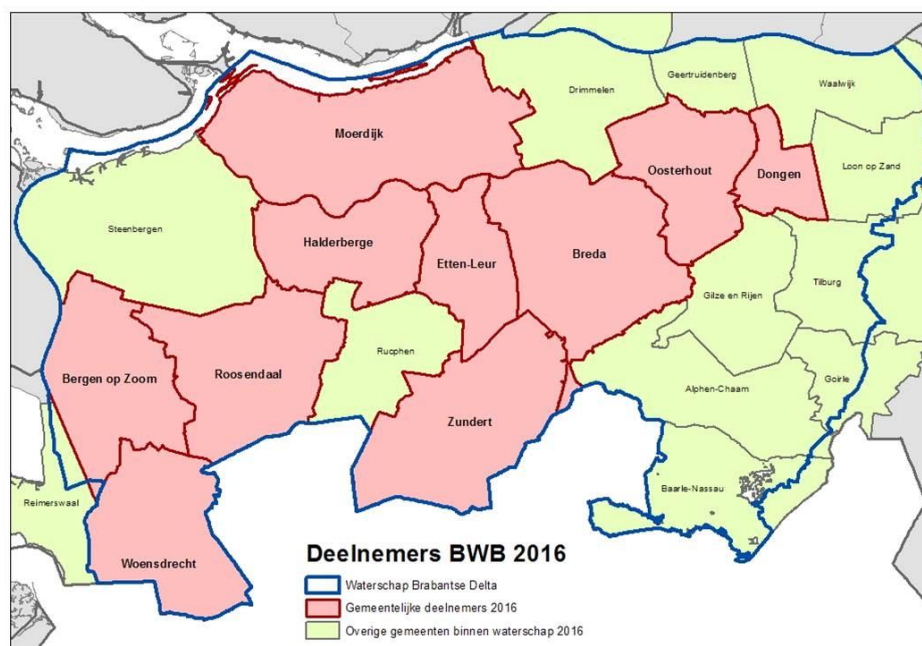 Geertruidenberg
Drimmelen
Waalwijk
Moerdijk
Oosterhout
Dongen
Loon op Zand
Steenbergen
Halderberge
Etten-Leur
Breda
Gilze en Rijen
Tilburg
Rucphen
Bergen op Zoom
Roosendaal
Goirle
Alphen-Chaam
Zundert
Baarle-Nassau
Reimerswaal
Woensdrecht
Deelnemers BWB 2016
Waterschap Brabantse Delta
Gemeentelijke deelnemers 2016
Overige gemeenten binnen waterschap 2016